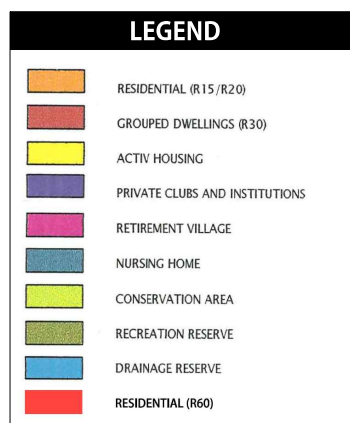 LEGEND
RESIDENTIAL (R15/R20)
GROUPED DWELLINGS (R30)
ACTIV HOUSING
PRIVATE CLUBS AND INSTITUTIONS
RETIREMENT VILLAGE
NURSING HOME
CONSERVATION AREA
RECREATION RESERVE
DRAINAGE RESERVE
RESIDENTIAL (R60)